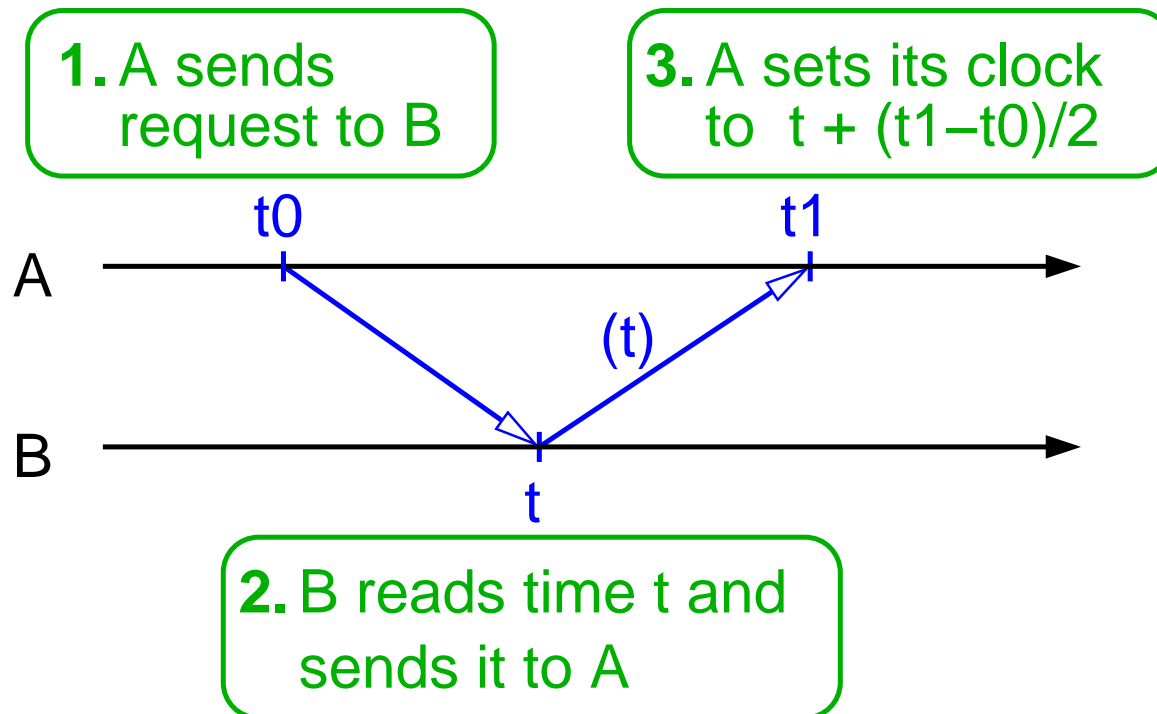 1. A sends
request to B
3. A sets its clock
to t + (t1–t0)/2
t0
t1
A
(t)
B
t
2. B reads time t and
sends it to A